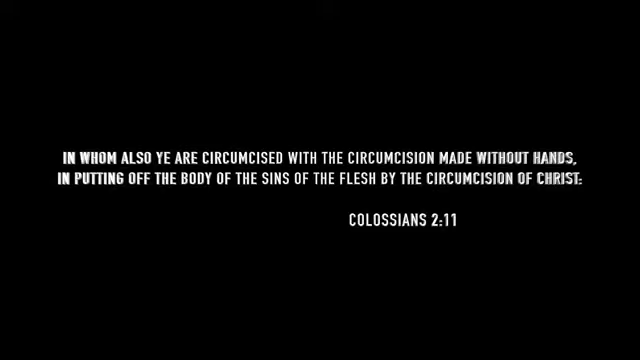 IN WHOM ALSO YE ARE CIRCUMCISED WITH THE CIRCUMCISION MADE WITHOUT HANDS,
IN PUTTING OFF THE BODY OF THE SINS OF THE FLESH BY THE CIRCUMCISION OF CHRIST:
COLOSSIANS 2:11